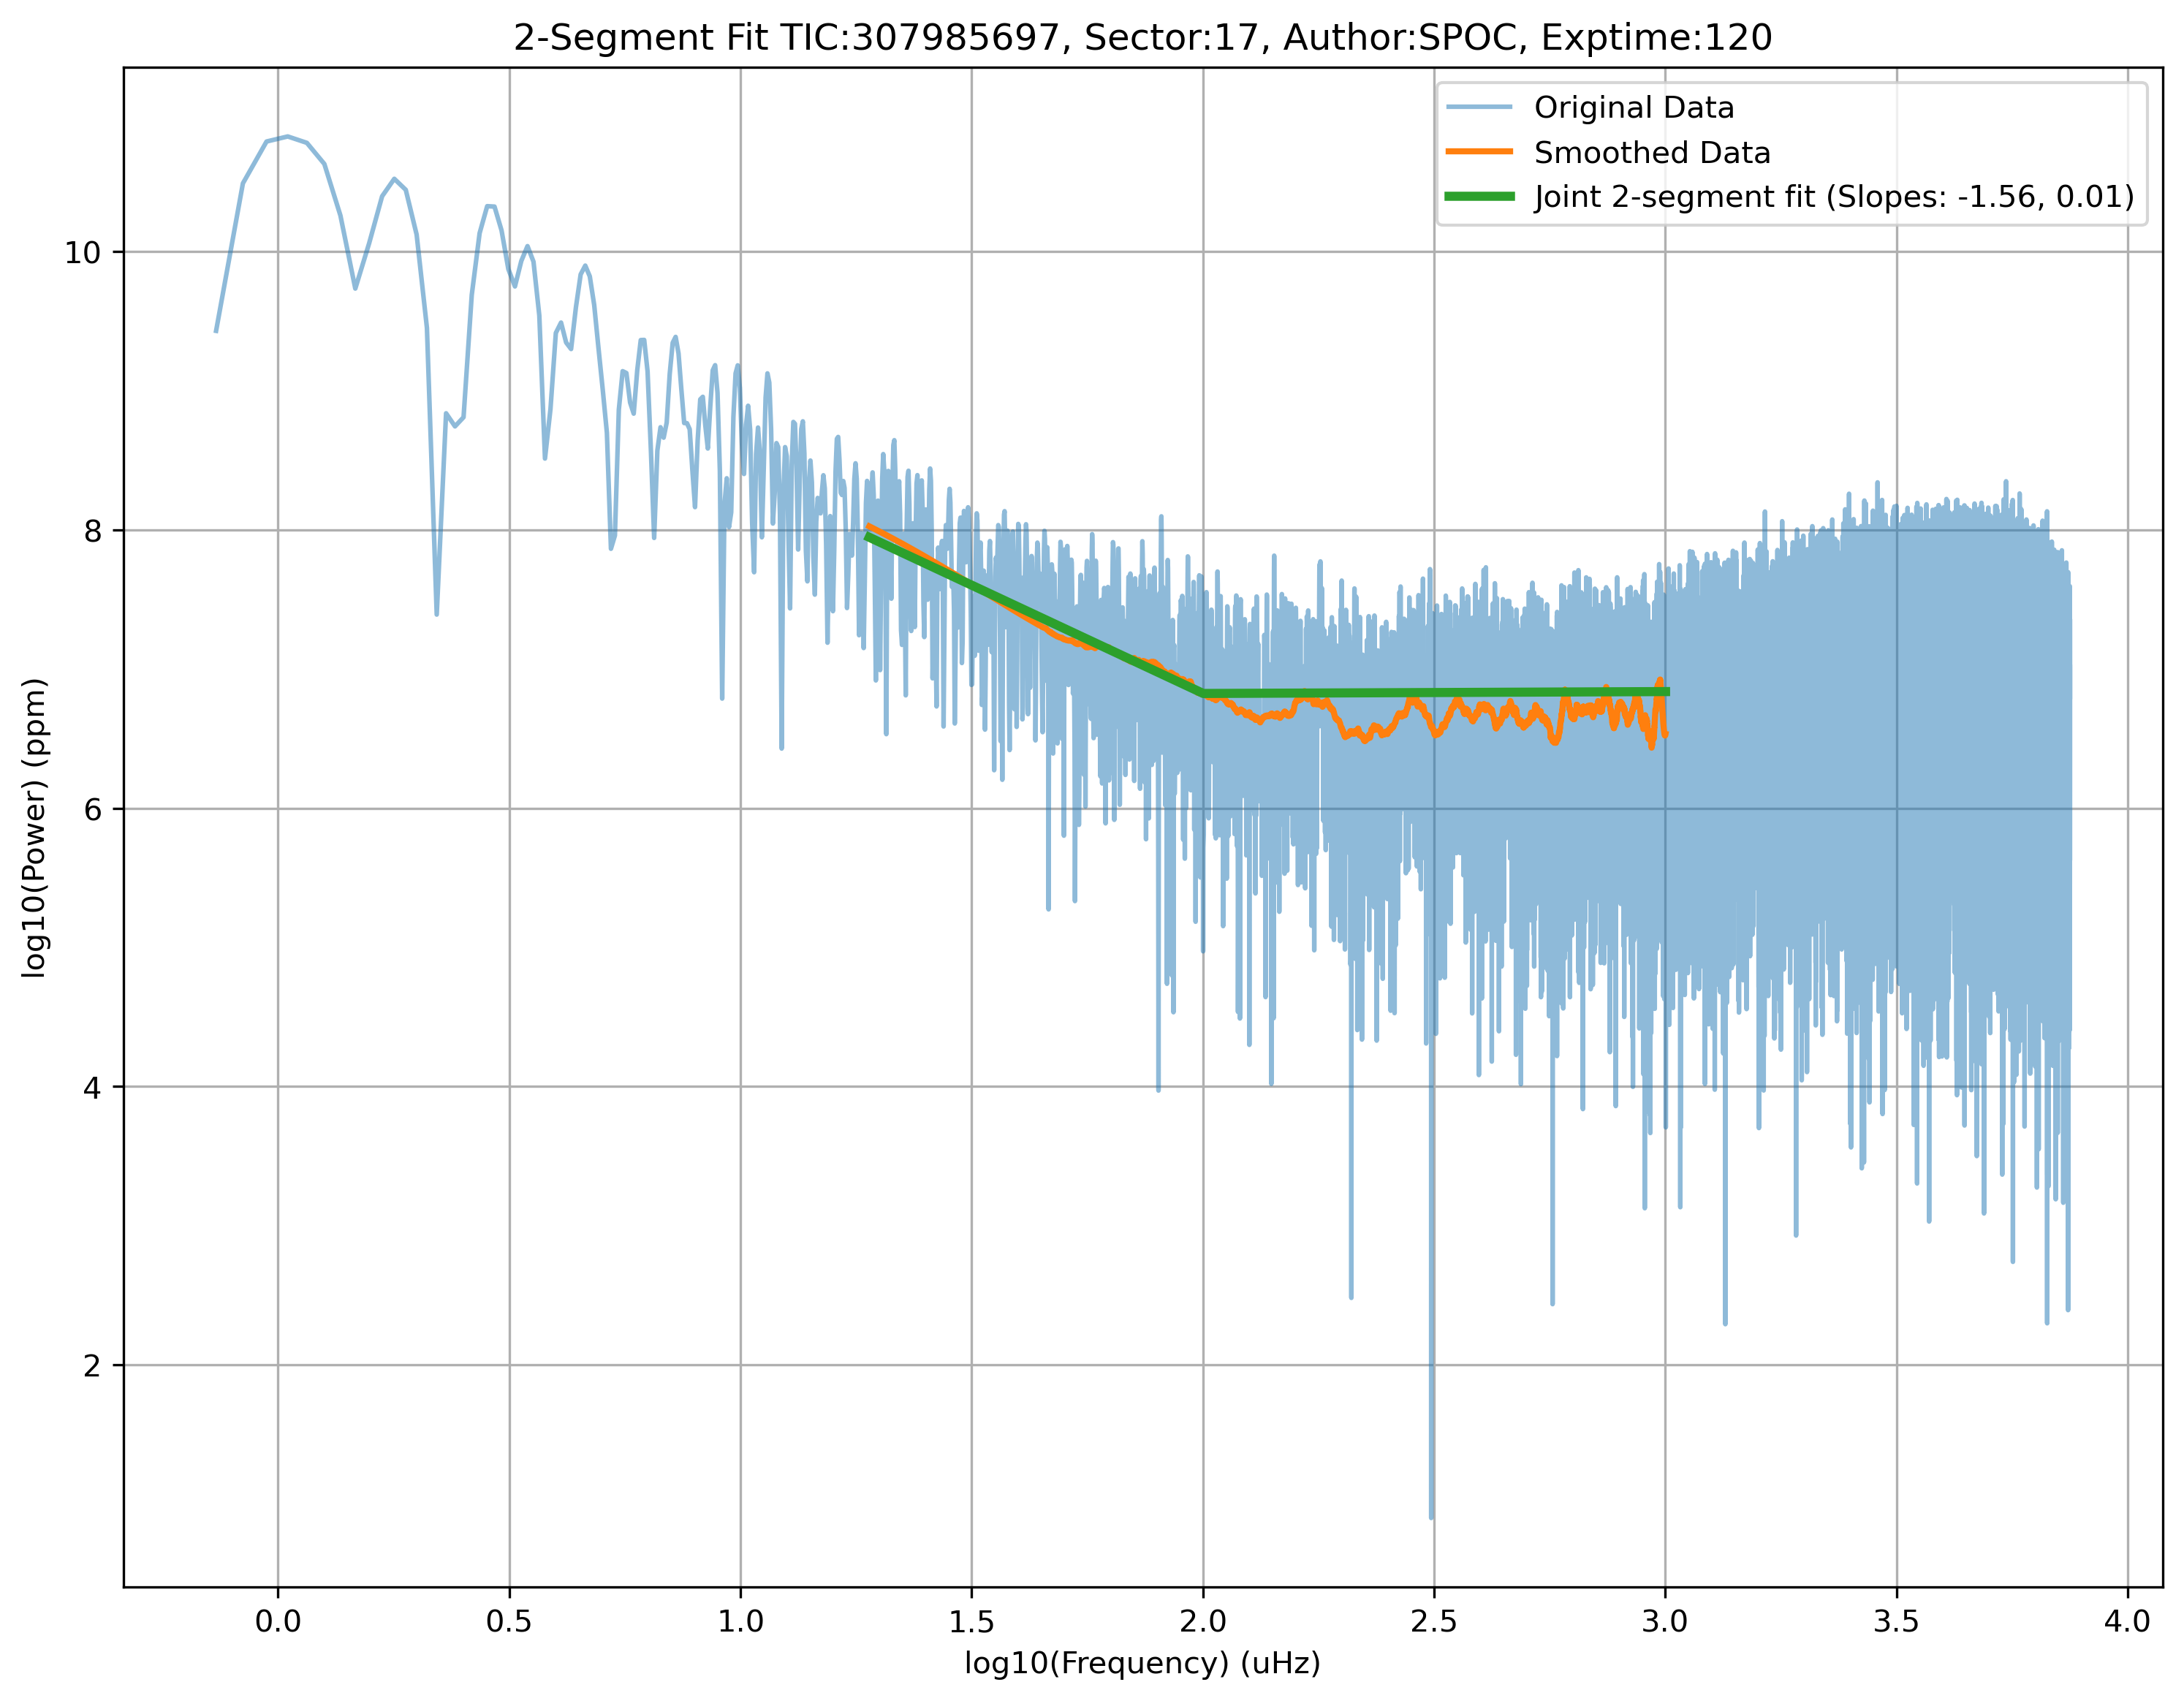 2-Segment Fit TIC:307985697, Sector:17, Author:SPOC, Exptime:120
Original Data
Smoothed Data
Joint 2-segment fit (Slopes: -1.56, 0.01)
log10(Power) (ppm)
10
8
6
4
2
0.0 0.5 1.0 1.5 2.0 2.5 3.0 3.5 4.0
log10(Frequency) (uHz)